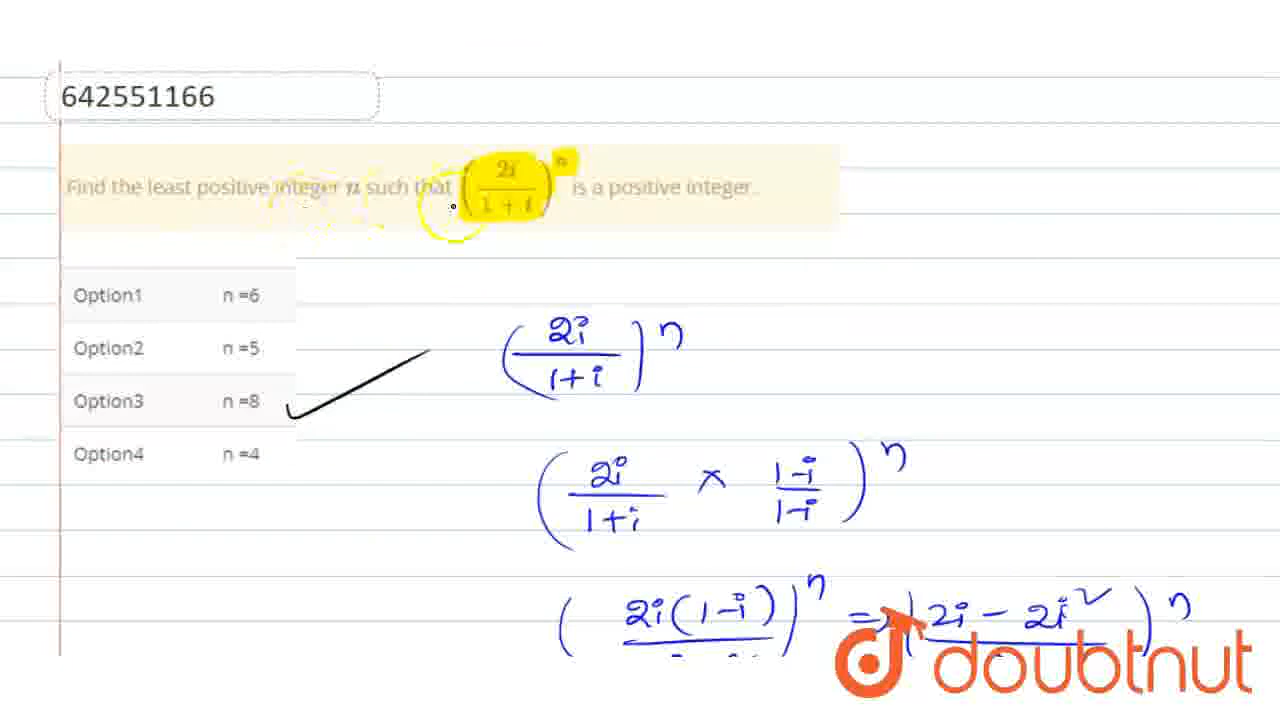 642551166
Find the least positive integer n such that (2i/(1+i))^n is a positive integer.
Option1 n =6
Option2 n =5
Option3 n =8
Option4 n =4
(2i/(1+i))^n
(2i/(1+i) × (1-i)/(1-i))^n
(2i(1-i))^n = (2i - 2i²)^n
doubtnut